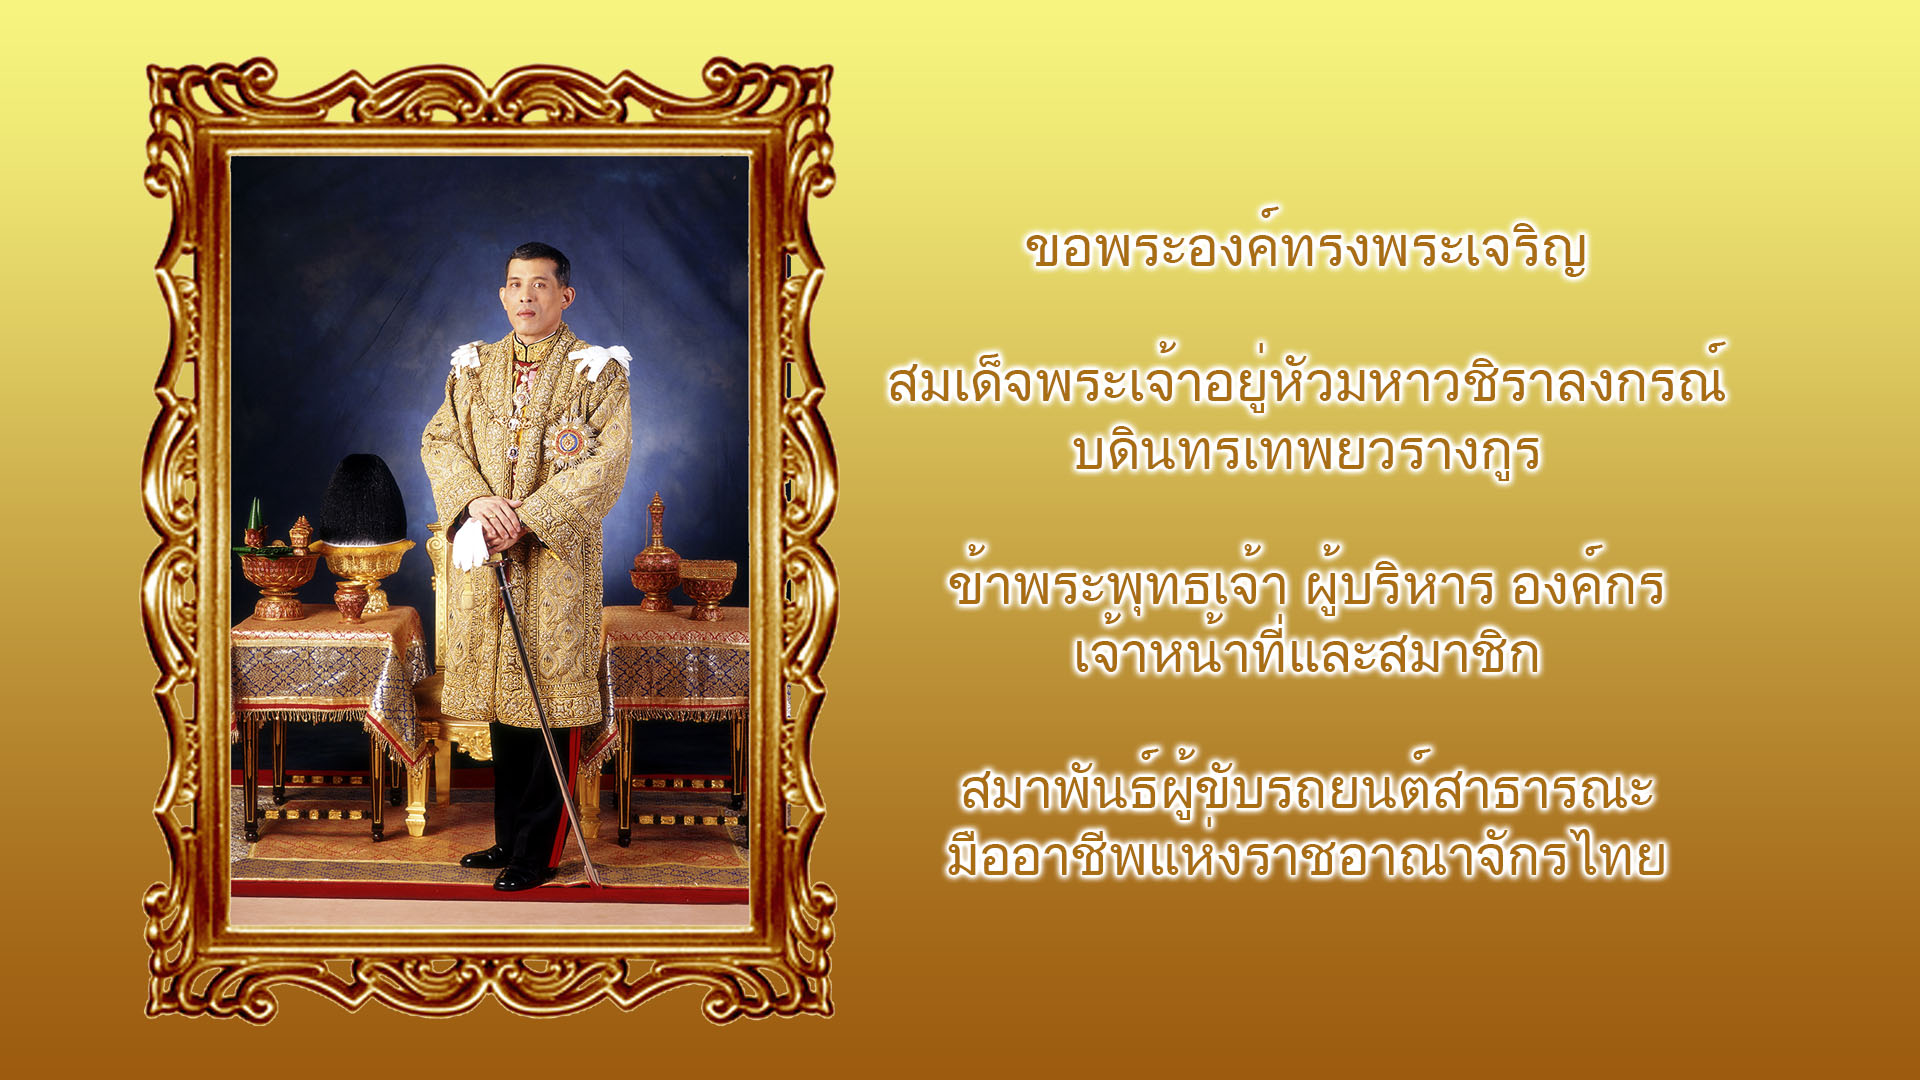 ขอพระองค์ทรงพระเจริญ
สมเด็จพระเจ้าอยู่หัวมหาวชิราลงกรณ์
บดินทรเทพยวรางกูร
ข้าพระพุทธเจ้า ผู้บริหาร องค์กร
เจ้าหน้าที่และสมาชิก
สมาพันธ์ผู้ขับรถยนต์สาธารณะ
มืออาชีพแห่งราชอาณาจักรไทย